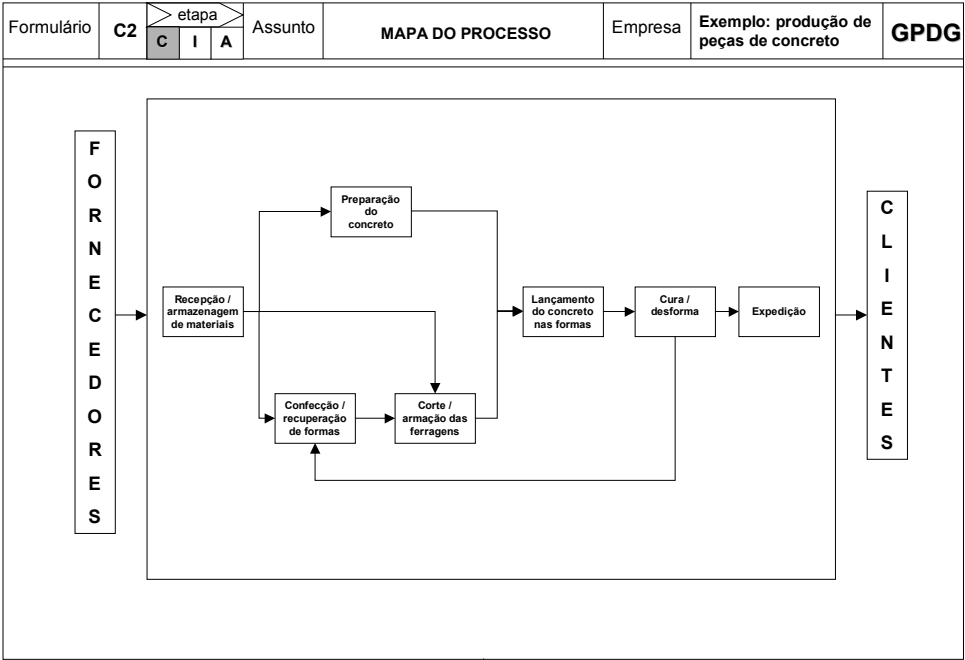 Formulário
C2
etapa
C I A
Assunto
MAPA DO PROCESSO
Empresa
Exemplo: produção de
peças de concreto
GPDG
F
O
R
N
E
C
E
D
O
R
E
S
Recepção /
armazenagem
de materiais
Preparação
do
concreto
Confecção /
recuperação
de formas
Corte /
armação das
ferragens
Lançamento
do concreto
nas formas
Cura /
desforma
Expedição
C
L
I
E
N
T
E
S